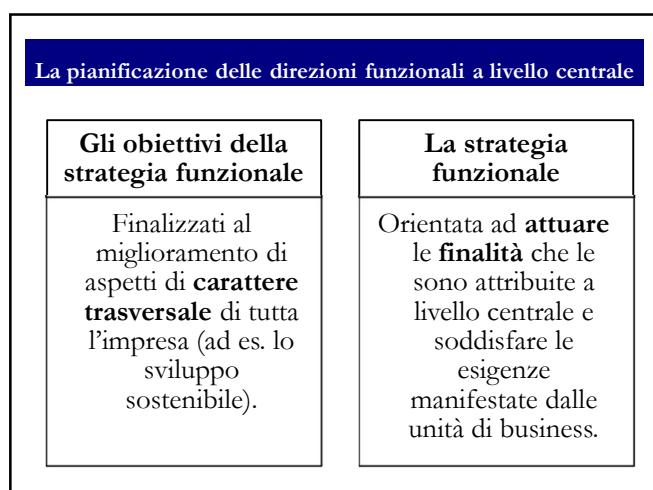 La pianificazione delle direzioni funzionali a livello centrale
Gli obiettivi della
strategia funzionale
Finalizzati al
miglioramento di
aspetti di carattere
trasversale di tutta
l'impresa (ad es. lo
sviluppo
sostenibile).
La strategia
funzionale
Orientata ad attuare
le finalità che le
sono attribuite a
livello centrale e
soddisfare le
esigenze
manifestate dalle
unità di business.